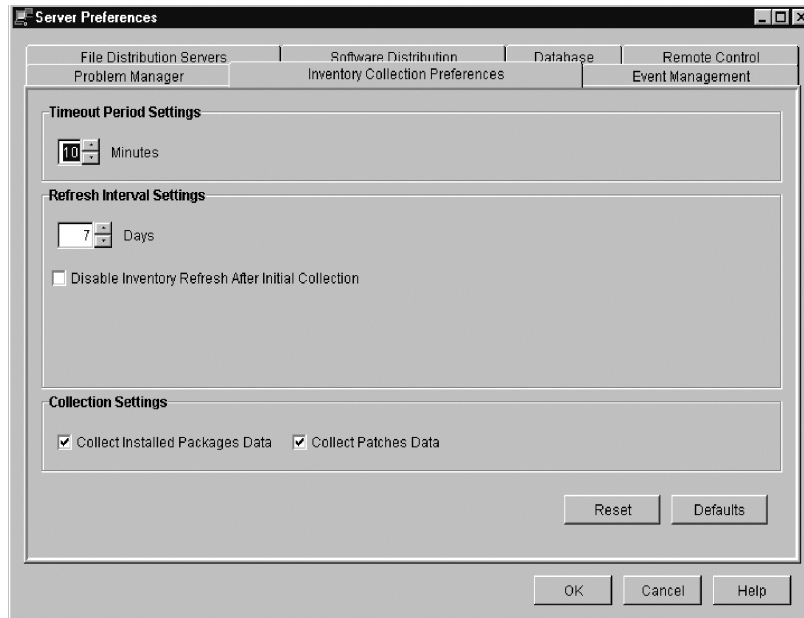 Server Preferences
File Distribution Servers Software Distribution Database Remote Control
Problem Manager Inventory Collection Preferences Event Management
Timeout Period Settings
10 Minutes
Refresh Interval Settings
7 Days
Disable Inventory Refresh After Initial Collection
Collection Settings
Collect Installed Packages Data Collect Patches Data
Reset Defaults
OK Cancel Help